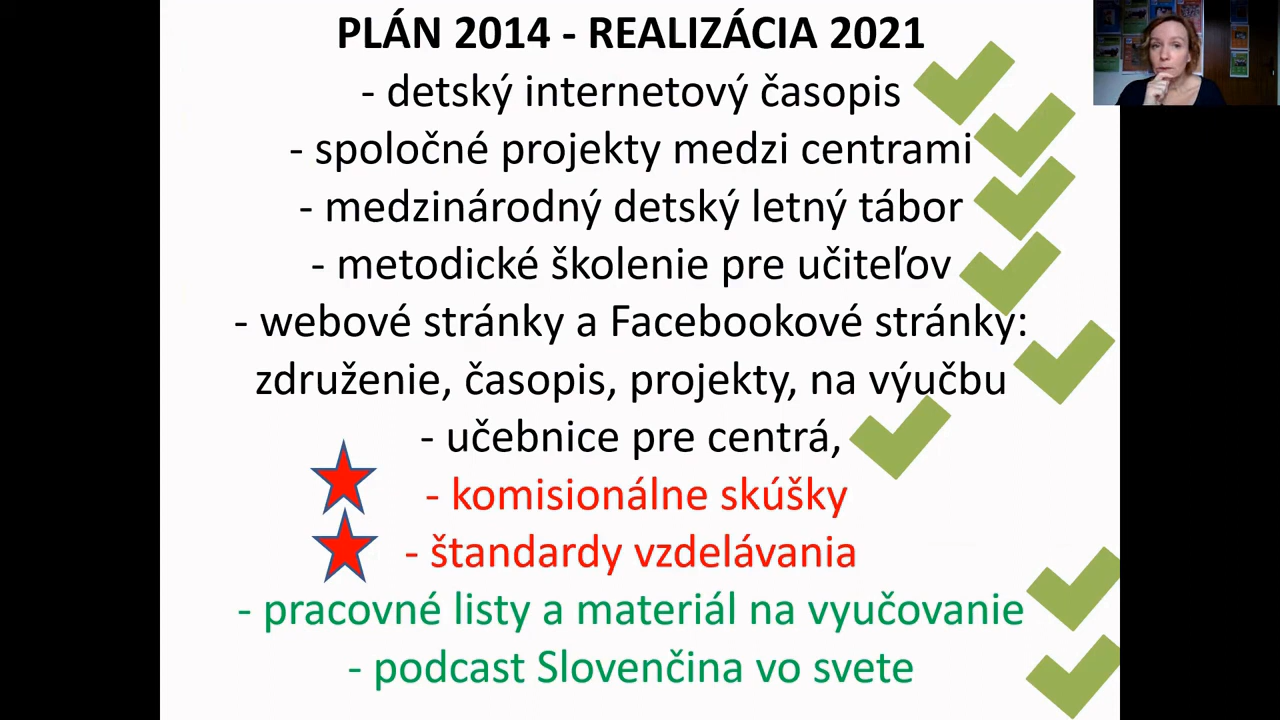 PLÁN 2014 - REALIZÁCIA 2021
- detský internetový časopis
- spoločné projekty medzi centrami
- medzinárodný detský letný tábor
- metodické školenie pre učiteľov
- webové stránky a Facebookové stránky:
združenie, časopis, projekty, na výučbu
- učebnice pre centrá,
- komisionálne skúšky
- štandardy vzdelávania
- pracovné listy a materiál na vyučovanie
- podcast Slovenčina vo svete